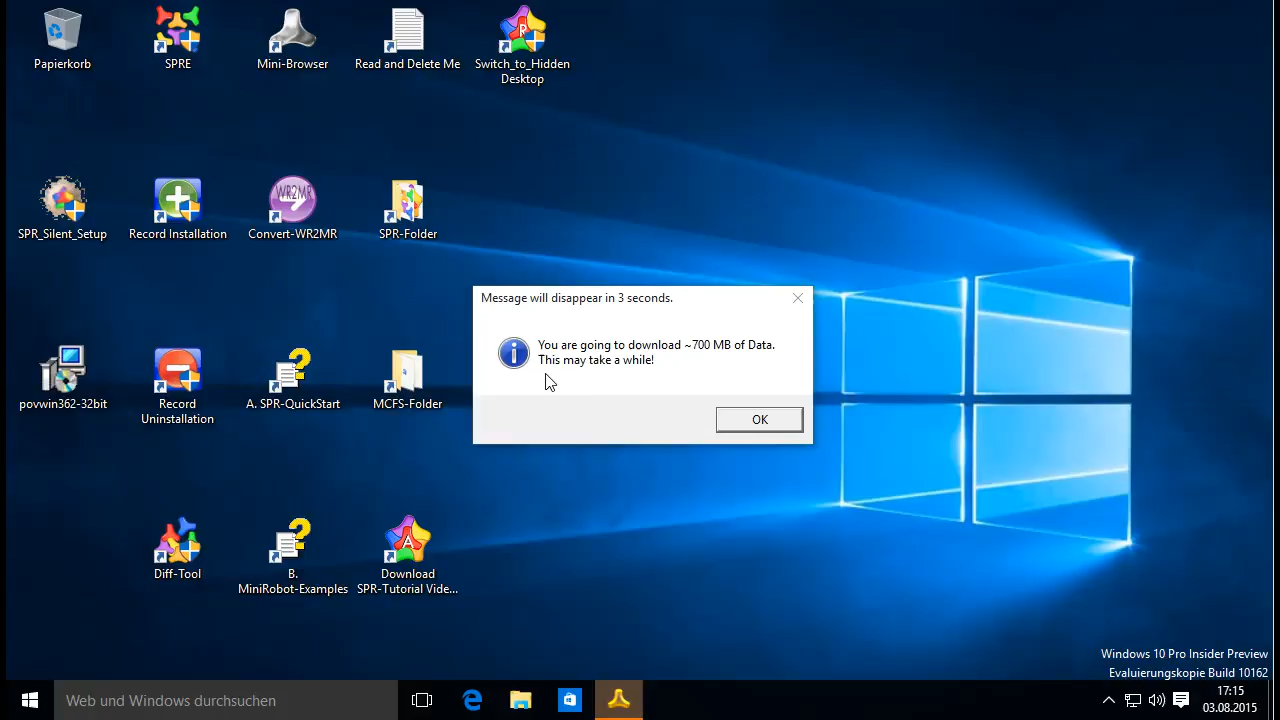 Papierkorb
SPRE
Mini-Browser
Read and Delete Me
Switch_to_Hidden
Desktop
SPR_Silent_Setup
Record Installation
WR2MR
Convert-WR2MR
SPR-Folder
Message will disappear in 3 seconds.
You are going to download ~700 MB of Data.
This may take a while!
OK
povwin362-32bit
Record
Uninstallation
A. SPR-QuickStart
MCFS-Folder
Diff-Tool
B.
MiniRobot-Examples
Download
SPR-Tutorial Vide...
Windows 10 Pro Insider Preview
Evaluierungskopie Build 10162
Web und Windows durchsuchen
17:15
03.08.2015